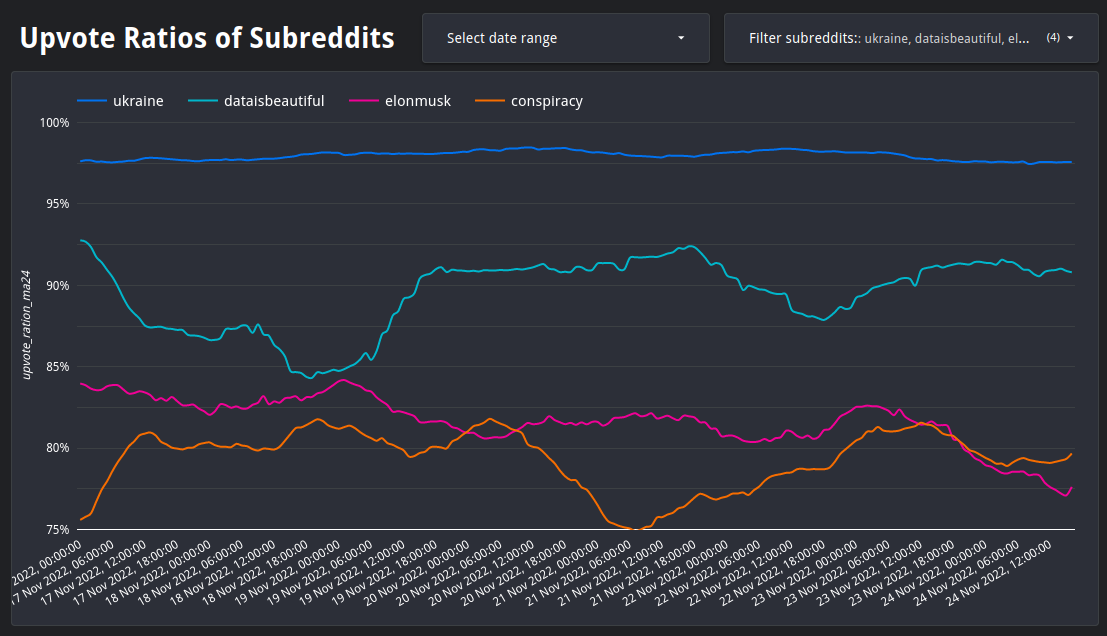 Upvote Ratios of Subreddits
Select date range
Filter subreddits:: ukraine, dataisbeautiful, el... (4)
ukraine
dataisbeautiful
elonmusk
conspiracy
100%
95%
90%
85%
80%
75%
upvote_ration_ma24
2022, 00:00:00
7 Nov 2022, 06:00:00
17 Nov 2022, 12:00:00
17 Nov 2022, 18:00:00
18 Nov 2022, 00:00:00
18 Nov 2022, 06:00:00
18 Nov 2022, 12:00:00
18 Nov 2022, 18:00:00
19 Nov 2022, 00:00:00
19 Nov 2022, 06:00:00
19 Nov 2022, 12:00:00
19 Nov 2022, 18:00:00
20 Nov 2022, 00:00:00
20 Nov 2022, 06:00:00
20 Nov 2022, 12:00:00
20 Nov 2022, 18:00:00
21 Nov 2022, 00:00:00
21 Nov 2022, 06:00:00
21 Nov 2022, 12:00:00
21 Nov 2022, 18:00:00
22 Nov 2022, 00:00:00
22 Nov 2022, 06:00:00
22 Nov 2022, 12:00:00
22 Nov 2022, 18:00:00
23 Nov 2022, 00:00:00
23 Nov 2022, 06:00:00
23 Nov 2022, 12:00:00
23 Nov 2022, 18:00:00
24 Nov 2022, 00:00:00
24 Nov 2022, 06:00:00
24 Nov 2022, 12:00:00